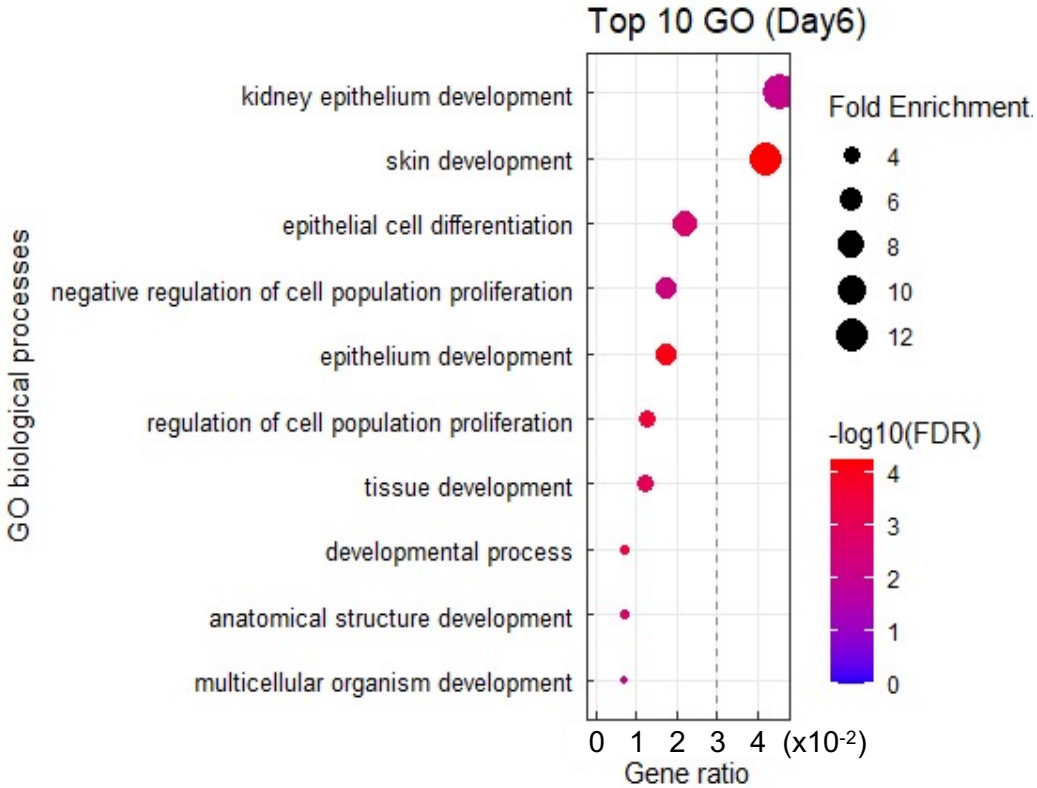 Top 10 GO (Day6)
GO biological processes
kidney epithelium development
skin development
epithelial cell differentiation
negative regulation of cell population proliferation
epithelium development
regulation of cell population proliferation
tissue development
developmental process
anatomical structure development
multicellular organism development
0 1 2 3 4 (x10⁻²)
Gene ratio
Fold Enrichment.
4
6
8
10
12
-log10(FDR)
4
3
2
1
0